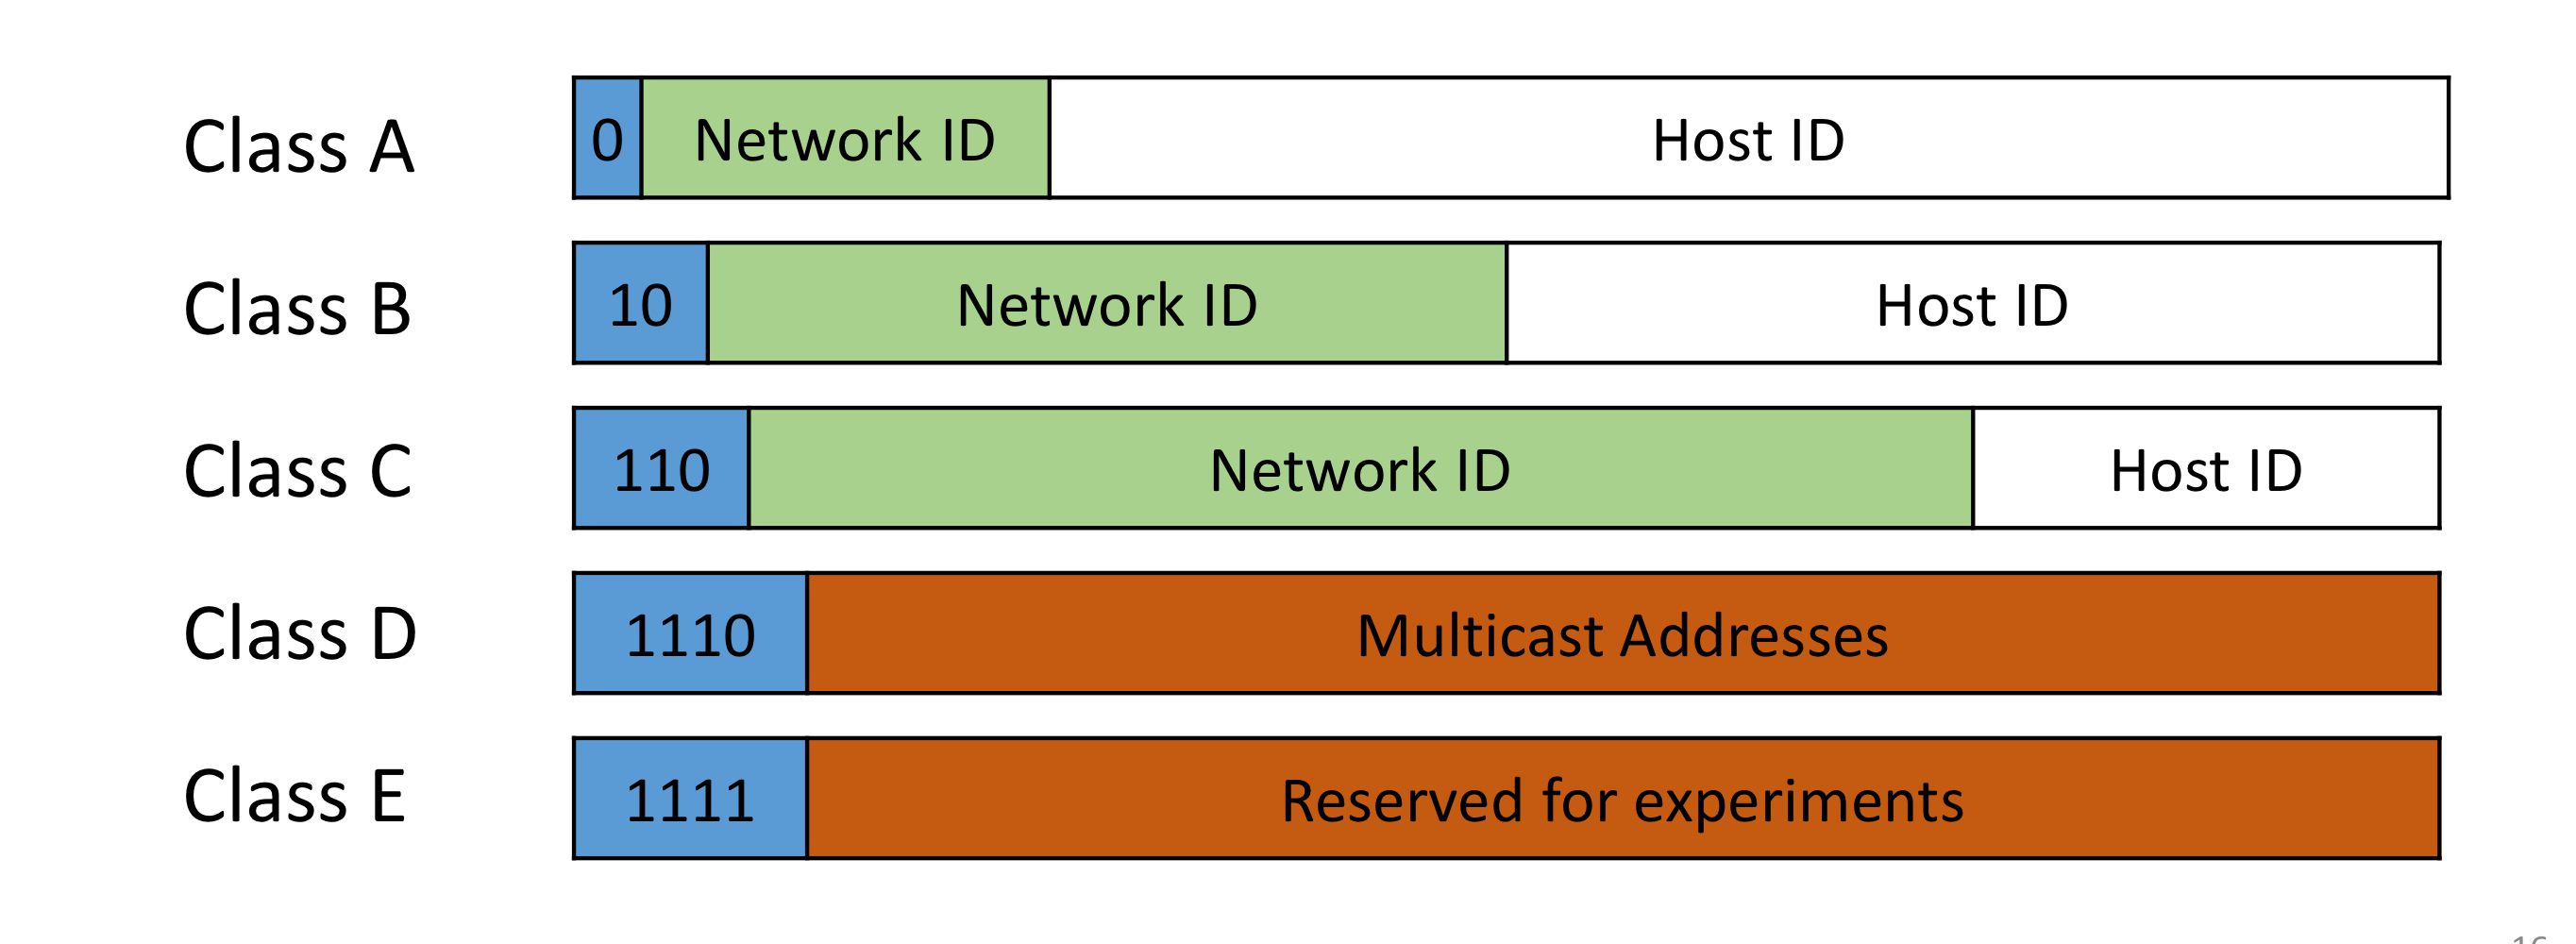 Class A 0 Network ID Host ID
Class B 10 Network ID Host ID
Class C 110 Network ID Host ID
Class D 1110 Multicast Addresses
Class E 1111 Reserved for experiments